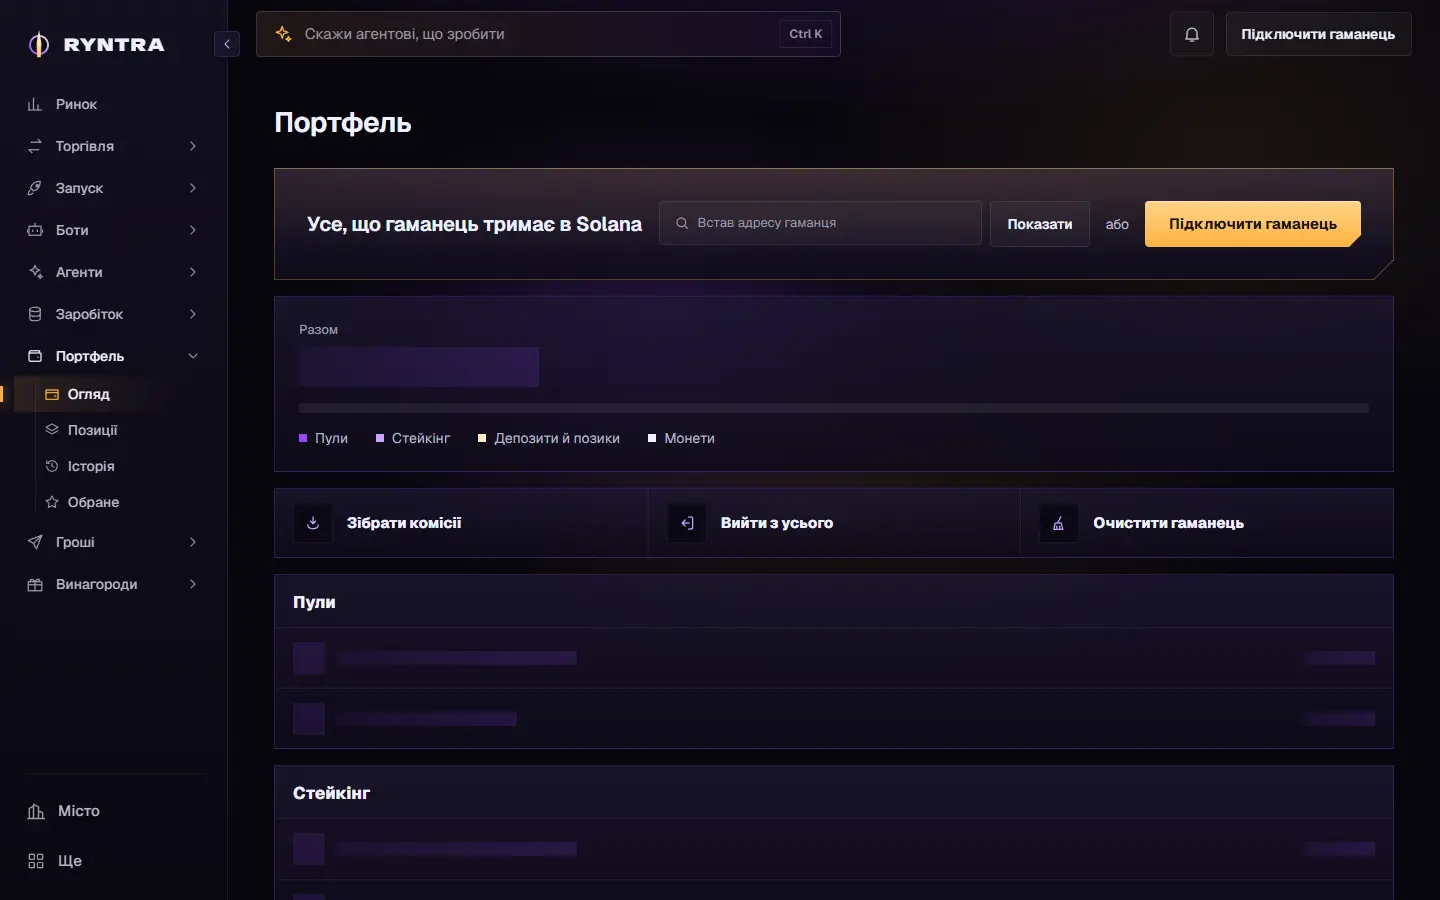 RYNTRA
Скажи агентові, що зробити
Ctrl K
Підключити гаманець
Ринок
Торгівля
Запуск
Боти
Агенти
Заробіток
Портфель
Огляд
Позиції
Історія
Обране
Гроші
Винагороди
Місто
Ще
Портфель
Усе, що гаманець тримає в Solana
Встав адресу гаманця
Показати
або
Підключити гаманець
Разом
Пули
Стейкінг
Депозити й позики
Монети
Зібрати комісії
Вийти з усього
Очистити гаманець
Пули
Стейкінг